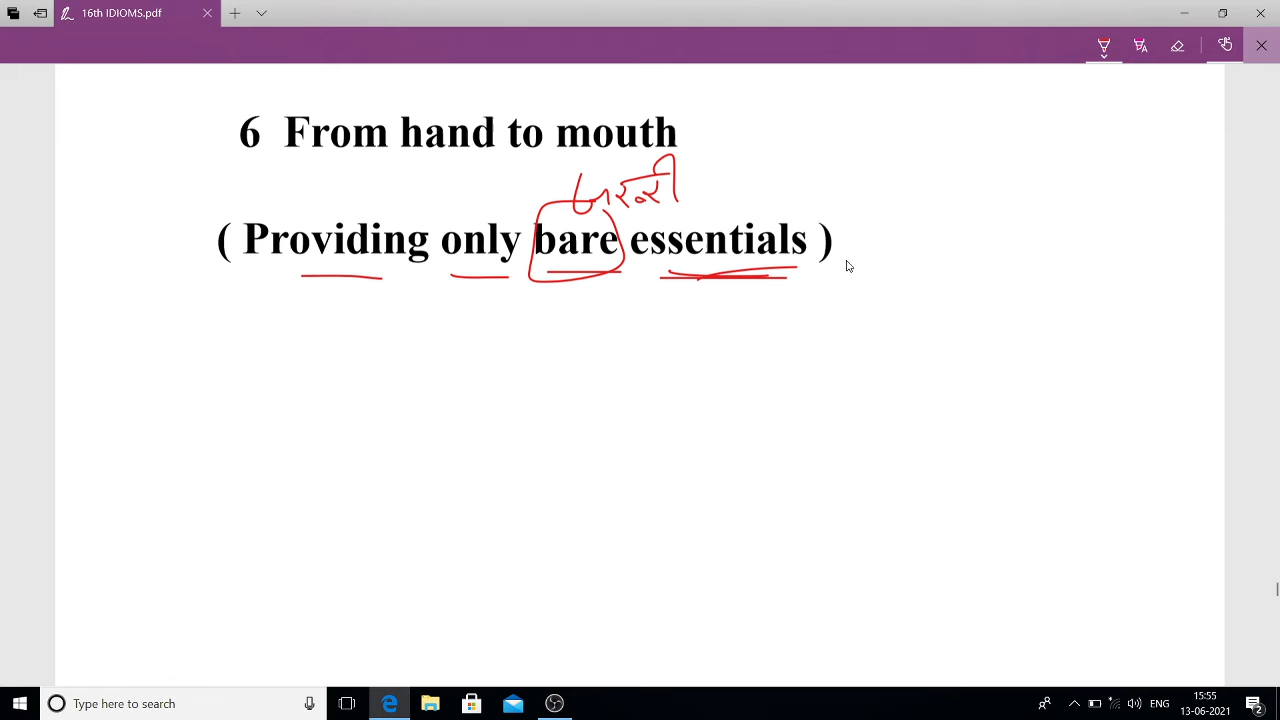 16th IDIOMS.pdf
6 From hand to mouth
( Providing only bare essentials )
Type here to search
ENG
15:55
13-06-2021
2